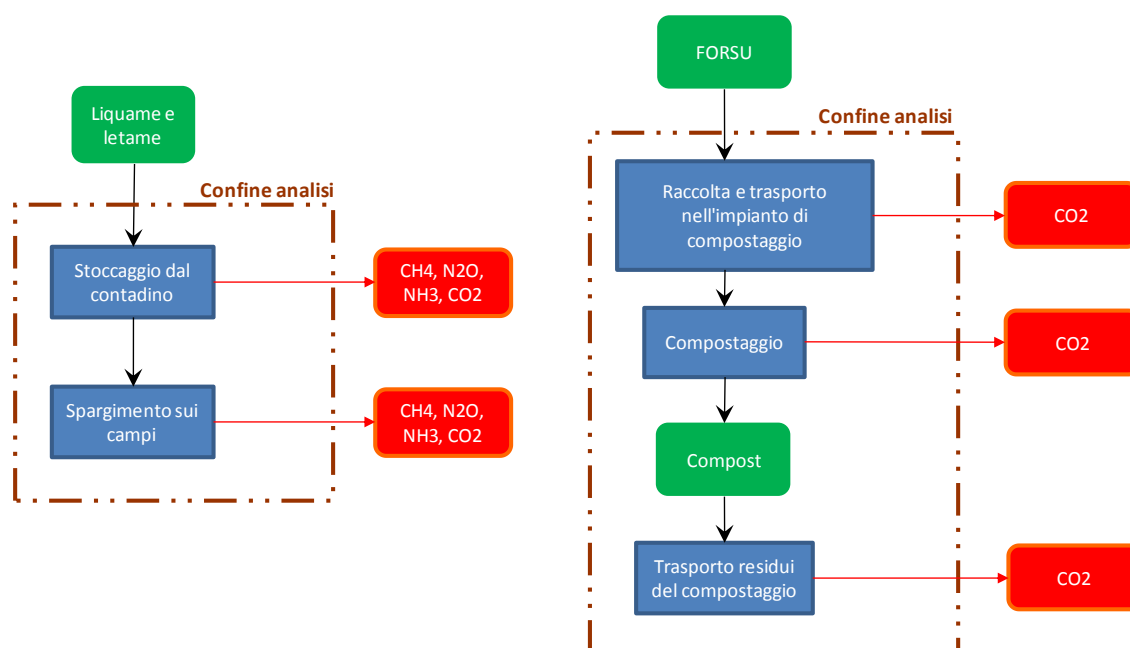 Liquame e
letame
Confine analisi
Stoccaggio dal
contadino
CH4, N2O,
NH3, CO2
Spargimento sui
campi
CH4, N2O,
NH3, CO2
FORSU
Confine analisi
Raccolta e trasporto
nell'impianto di
compostaggio
CO2
Compostaggio
CO2
Compost
Trasporto residui
del compostaggio
CO2